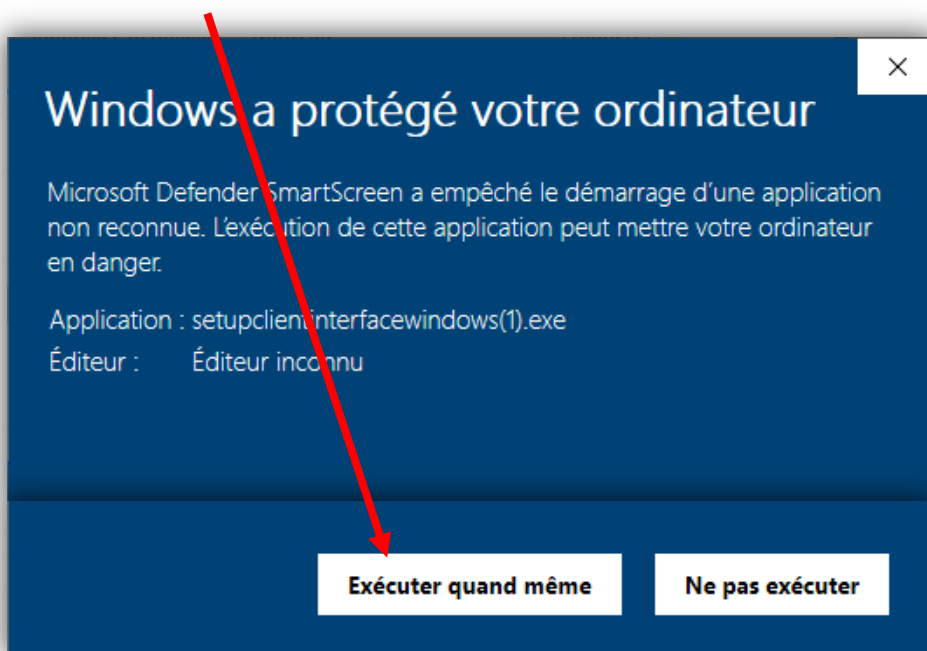 Windows a protégé votre ordinateur
Microsoft Defender SmartScreen a empêché le démarrage d’une application
non reconnue. L’exécution de cette application peut mettre votre ordinateur
en danger.
Application : setupclientinterfacewindows(1).exe
Éditeur : Éditeur inconnu
Exécuter quand même
Ne pas exécuter